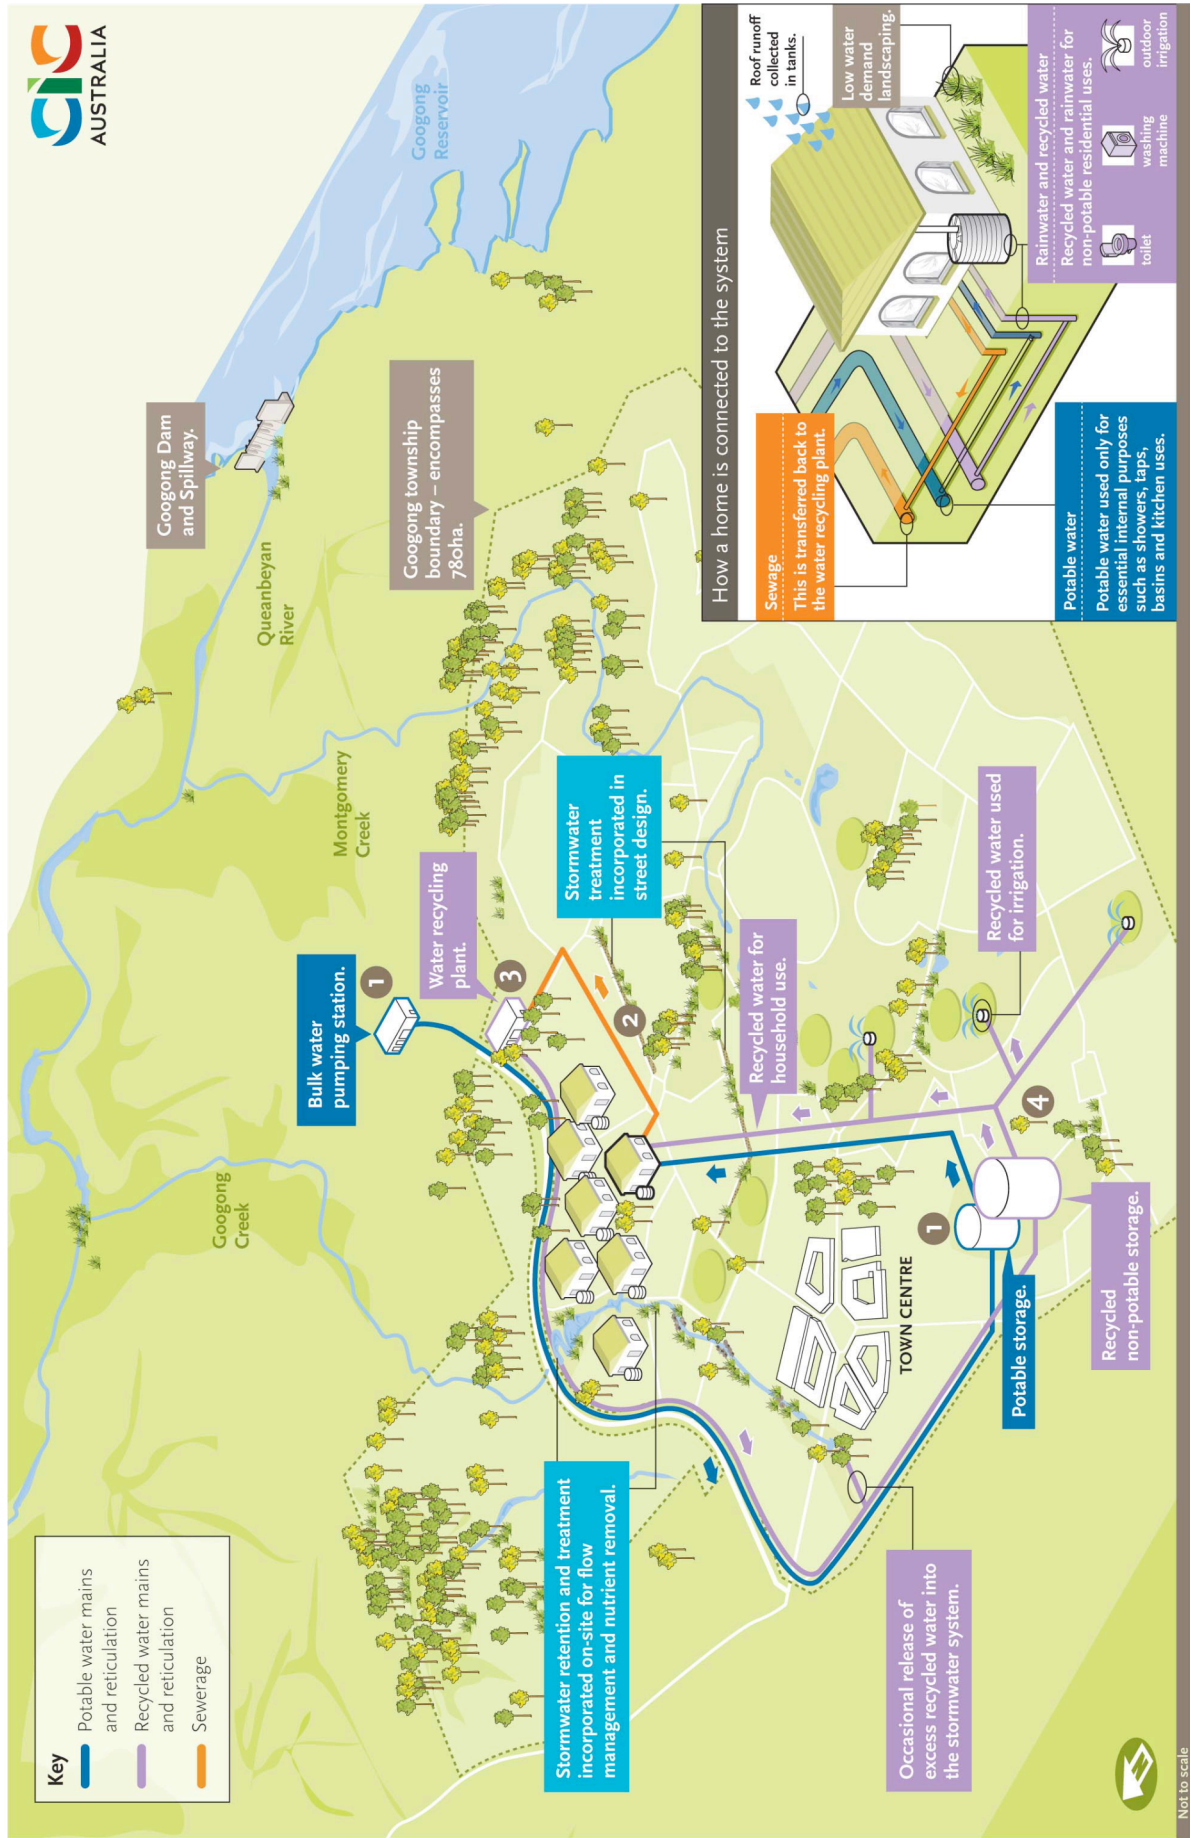 Key
Potable water mains
and reticulation
Recycled water mains
and reticulation
Sewerage
Googong
Creek
Bulk water
pumping station.
1
Water recycling
plant.
3
Montgomery
Creek
Queanbeyan
River
Googong Dam
and Spillway.
Googong township
boundary – encompasses
780ha.
Googong
Reservoir
CIC
AUSTRALIA
Stormwater retention and treatment
incorporated on-site for flow
management and nutrient removal.
2
Stormwater
treatment
incorporated in
street design.
Recycled water for
household use.
TOWN CENTRE
Occasional release of
excess recycled water into
the stormwater system.
Potable storage.
1
Recycled
non-potable storage.
4
Recycled water used
for irrigation.
How a home is connected to the system
Sewage
This is transferred back to
the water recycling plant.
Roof runoff
collected
in tanks.
Low water
demand
landscaping.
Potable water
Potable water used only for
essential internal purposes
such as showers, taps,
basins and kitchen uses.
Rainwater and recycled water
Recycled water and rainwater for
non-potable residential uses.
toilet
washing
machine
outdoor
irrigation
Not to scale